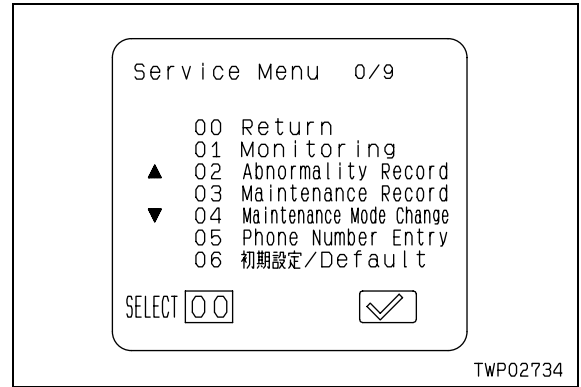 Service Menu 0/9
00 Return
01 Monitoring
▲ 02 Abnormality Record
03 Maintenance Record
▼ 04 Maintenance Mode Change
05 Phone Number Entry
06 初期設定/Default
SELECT 00
TWP02734